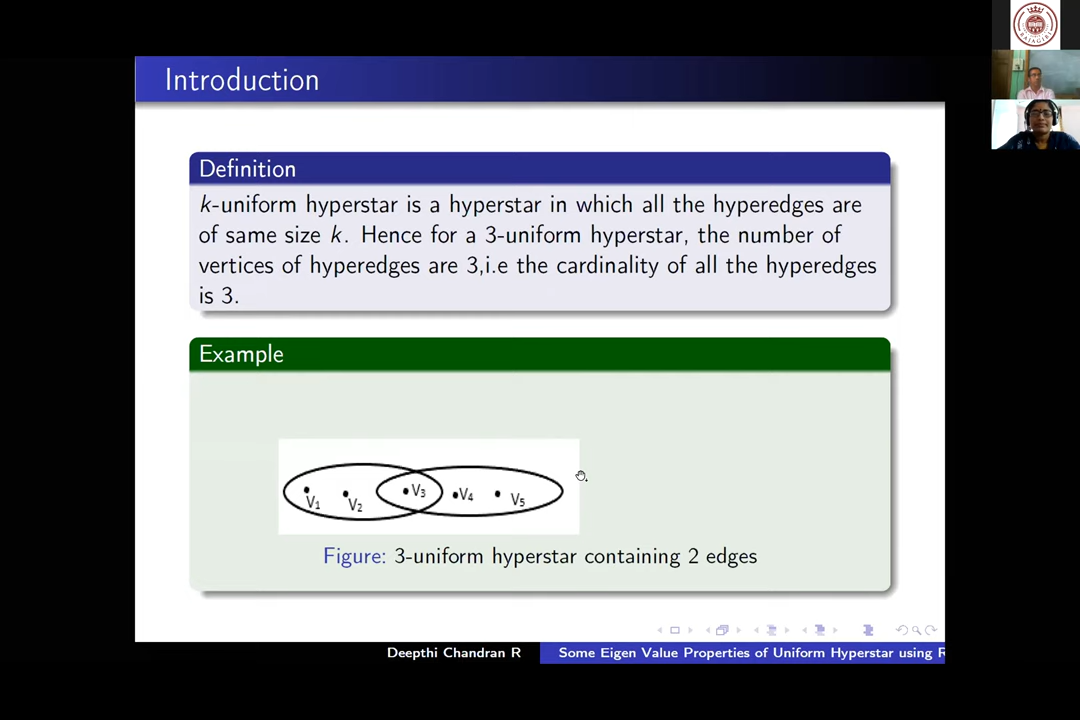 Introduction
Definition
k-uniform hyperstar is a hyperstar in which all the hyperedges are
of same size k. Hence for a 3-uniform hyperstar, the number of
vertices of hyperedges are 3,i.e the cardinality of all the hyperedges
is 3.
Example
V1 V2 V3 V4 V5
Figure: 3-uniform hyperstar containing 2 edges
Deepthi Chandran R Some Eigen Value Properties of Uniform Hyperstar using R
RAJAGIRI